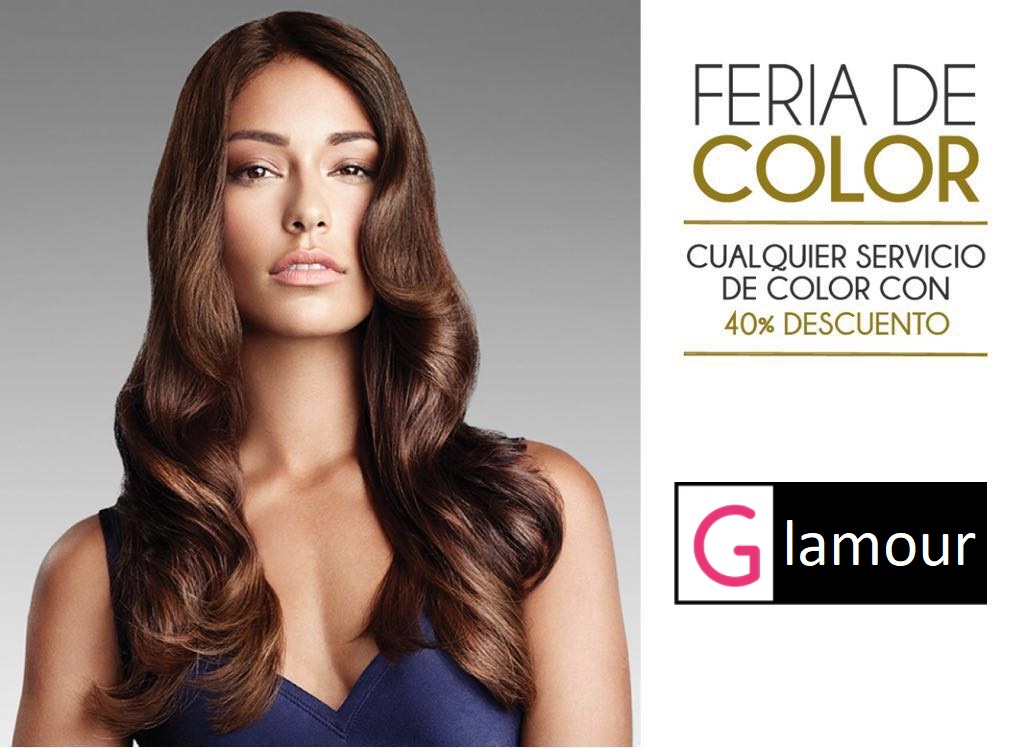 FERIA DE
COLOR
CUALQUIER SERVICIO
DE COLOR CON
40% DESCUENTO
Glamour